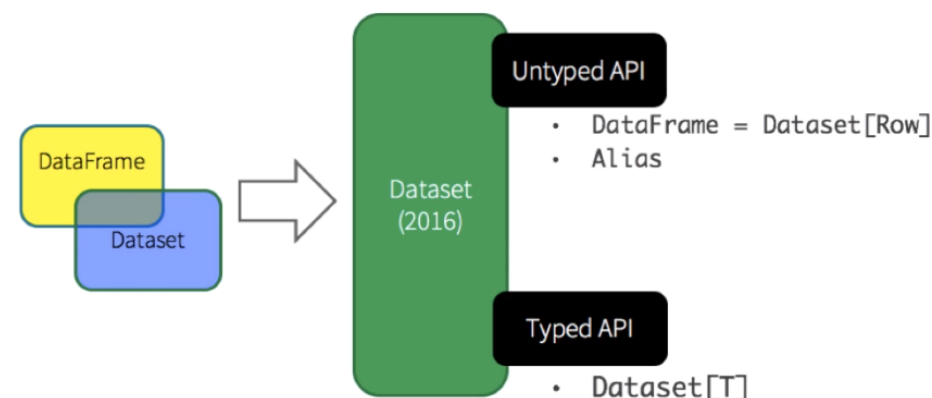 DataFrame
Dataset
Dataset
(2016)
Untyped API
• DataFrame = Dataset[Row]
• Alias
Typed API
• Dataset[T]